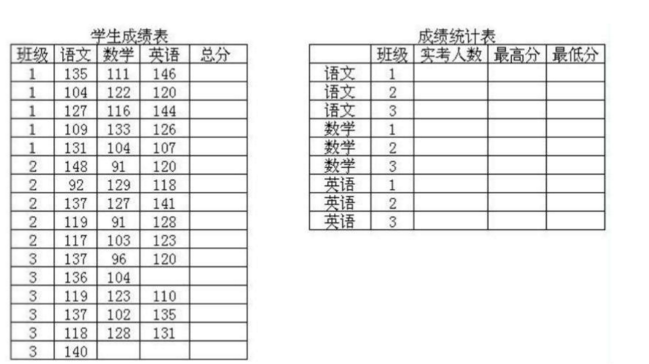 学生成绩表
班级 语文 数学 英语 总分
1 135 111 146
1 104 122 120
1 127 116 144
1 109 133 126
1 131 104 107
2 148 91 120
2 92 129 118
2 137 127 141
2 119 91 128
2 117 103 123
3 137 96 120
3 136 104
3 119 123 110
3 137 102 135
3 118 128 131
3 140
成绩统计表
班级 实考人数 最高分 最低分
语文 1
语文 2
语文 3
数学 1
数学 2
数学 3
英语 1
英语 2
英语 3